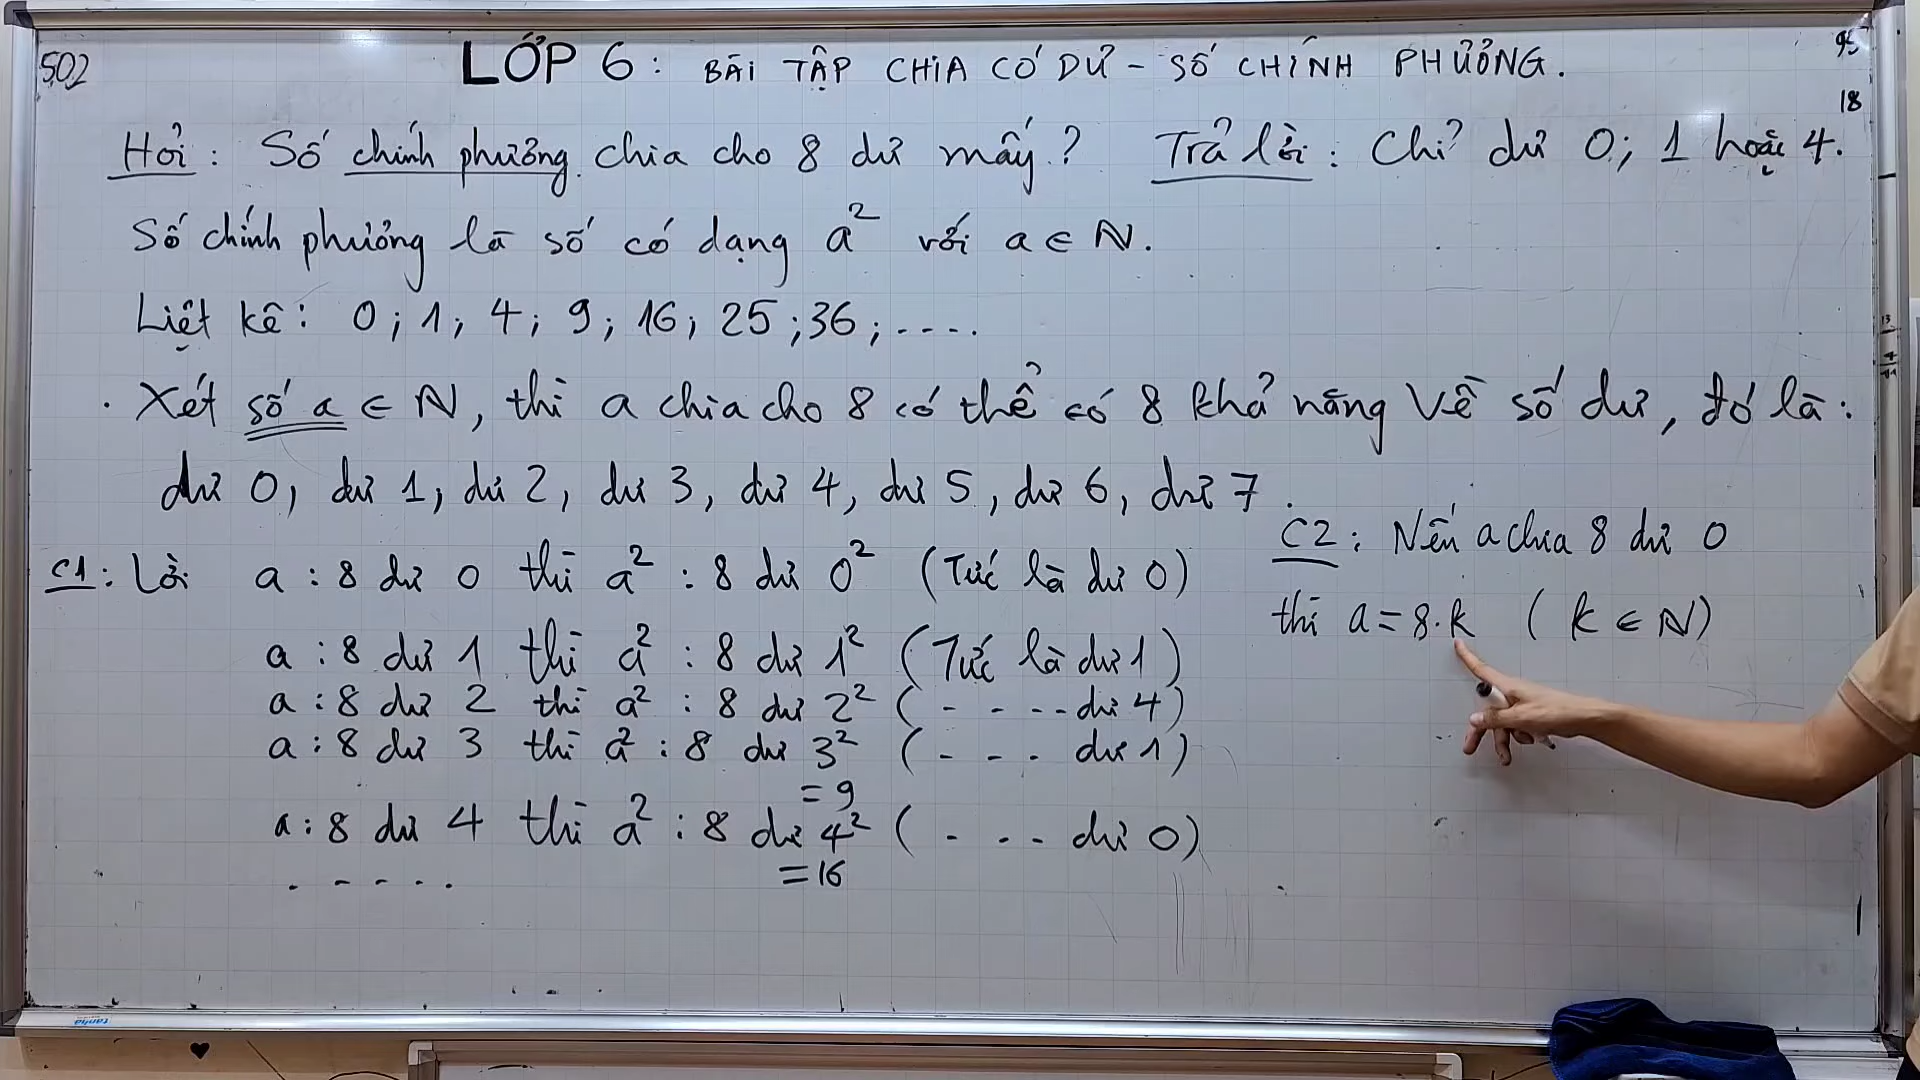 502
LỚP 6: BÀI TẬP CHIA CÓ DƯ - SỐ CHÍNH PHƯƠNG.
95
18
Hỏi: Số chính phương chia cho 8 dư mấy? Trả lời: Chỉ dư 0; 1 hoặc 4.
Số chính phương là số có dạng a² với a ∈ N.
Liệt kê: 0; 1; 4; 9; 16; 25; 36; ....
. Xét số a ∈ N, thì a chia cho 8 có thể có 8 khả năng về số dư, đó là:
dư 0, dư 1, dư 2, dư 3, dư 4, dư 5, dư 6, dư 7.
C1: Lời a : 8 dư 0 thì a² : 8 dư 0² (Tức là dư 0)
a : 8 dư 1 thì a² : 8 dư 1² (Tức là dư 1)
a : 8 dư 2 thì a² : 8 dư 2² (- - - - dư 4)
a : 8 dư 3 thì a² : 8 dư 3² (- - - dư 1)
= 9
a : 8 dư 4 thì a² : 8 dư 4² (- - - dư 0)
= 16
. - - - .
C2: Nếu a chia 8 dư 0
thì a = 8.k (k ∈ N)